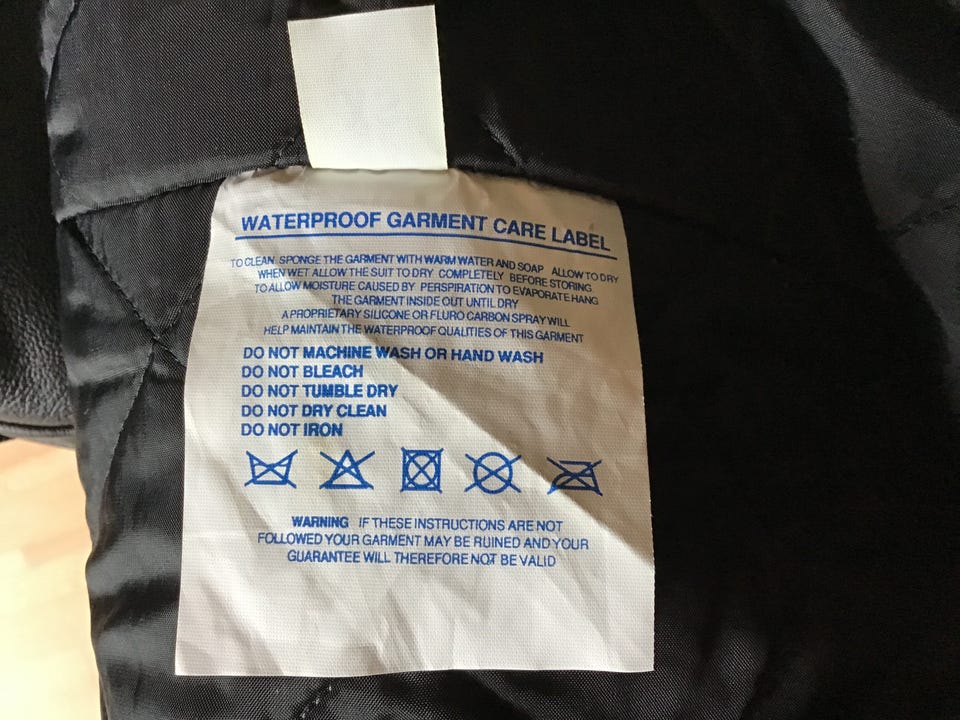 WATERPROOF GARMENT CARE LABEL
TO CLEAN SPONGE THE GARMENT WITH WARM WATER AND SOAP ALLOW TO DRY
WHEN WET ALLOW THE SUIT TO DRY COMPLETELY BEFORE STORING
TO ALLOW MOISTURE CAUSED BY PERSPIRATION TO EVAPORATE HANG
THE GARMENT INSIDE OUT UNTIL DRY
A PROPRIETARY SILICONE OR FLURO CARBON SPRAY WILL
HELP MAINTAIN THE WATERPROOF QUALITIES OF THIS GARMENT
DO NOT MACHINE WASH OR HAND WASH
DO NOT BLEACH
DO NOT TUMBLE DRY
DO NOT DRY CLEAN
DO NOT IRON
WARNING IF THESE INSTRUCTIONS ARE NOT
FOLLOWED YOUR GARMENT MAY BE RUINED AND YOUR
GUARANTEE WILL THEREFORE NOT BE VALID